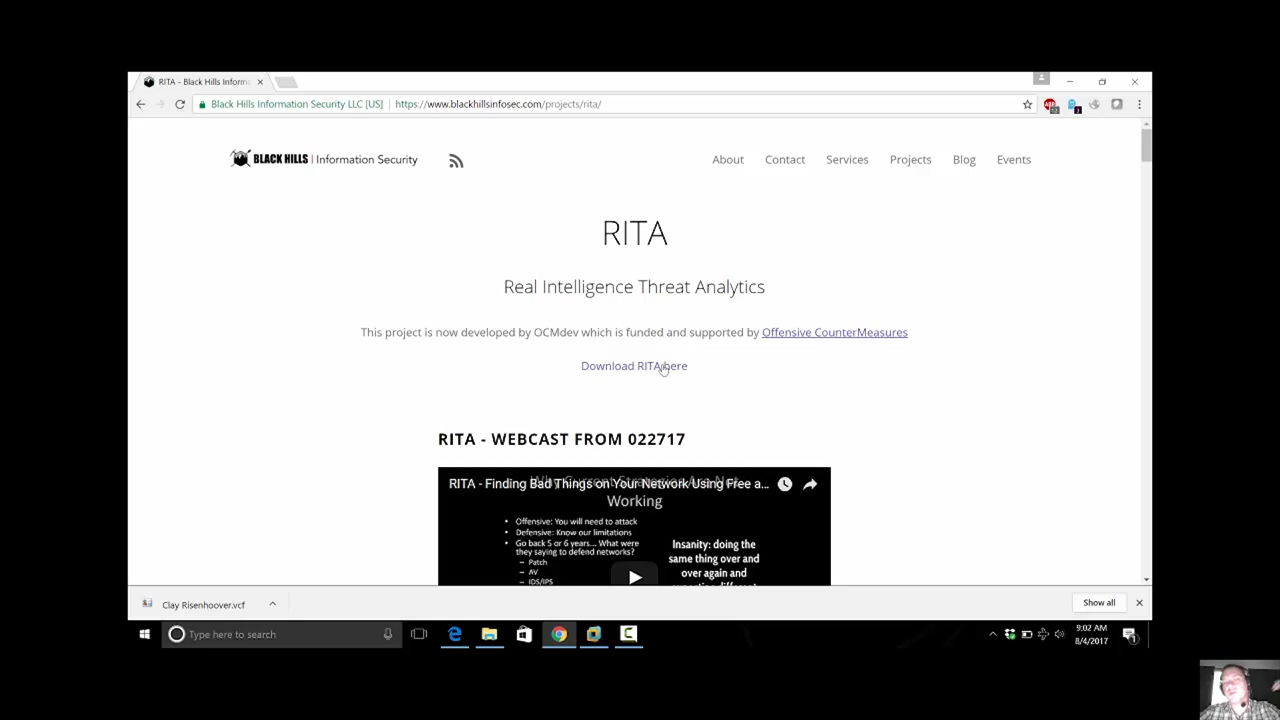 RITA - Black Hills Inform
Black Hills Information Security LLC [US] https://www.blackhillsinfosec.com/projects/rita/
BLACK HILLS | Information Security About Contact Services Projects Blog Events
RITA
Real Intelligence Threat Analytics
This project is now developed by OCMdev which is funded and supported by Offensive CounterMeasures
Download RITA here
RITA - WEBCAST FROM 022717
RITA - Finding Bad Things on Your Network Using Free a...
Why Current Strategies Are Not
Working
• Offensive: You will need to attack
• Defensive: Know our limitations
• Go back 5 or 6 years... What were
they saying to defend networks?
– Patch
– AV
– IDS/IPS
Insanity: doing the
same thing over and
over again and
Clay Risenhoover.vcf Show all
Type here to search
9:02 AM
8/4/2017